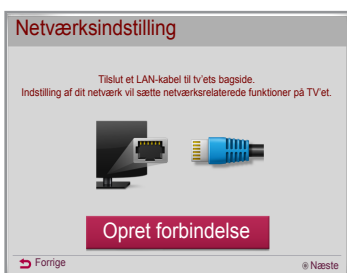 Netværksindstilling
Tilslut et LAN-kabel til tv'ets bagside.
Indstilling af dit netværk vil sætte netværksrelaterede funktioner på TV'et.
Opret forbindelse
Forrige
Næste